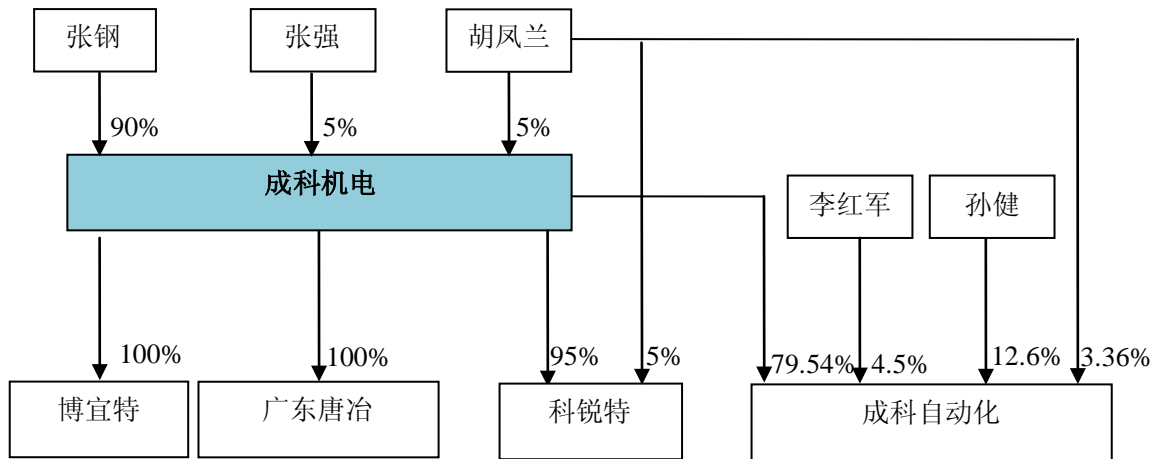 张钢
张强
胡凤兰
90%
5%
5%
成科机电
李红军
孙健
100%
100%
95%
5%
79.54%
4.5%
12.6%
3.36%
博宜特
广东唐冶
科锐特
成科自动化